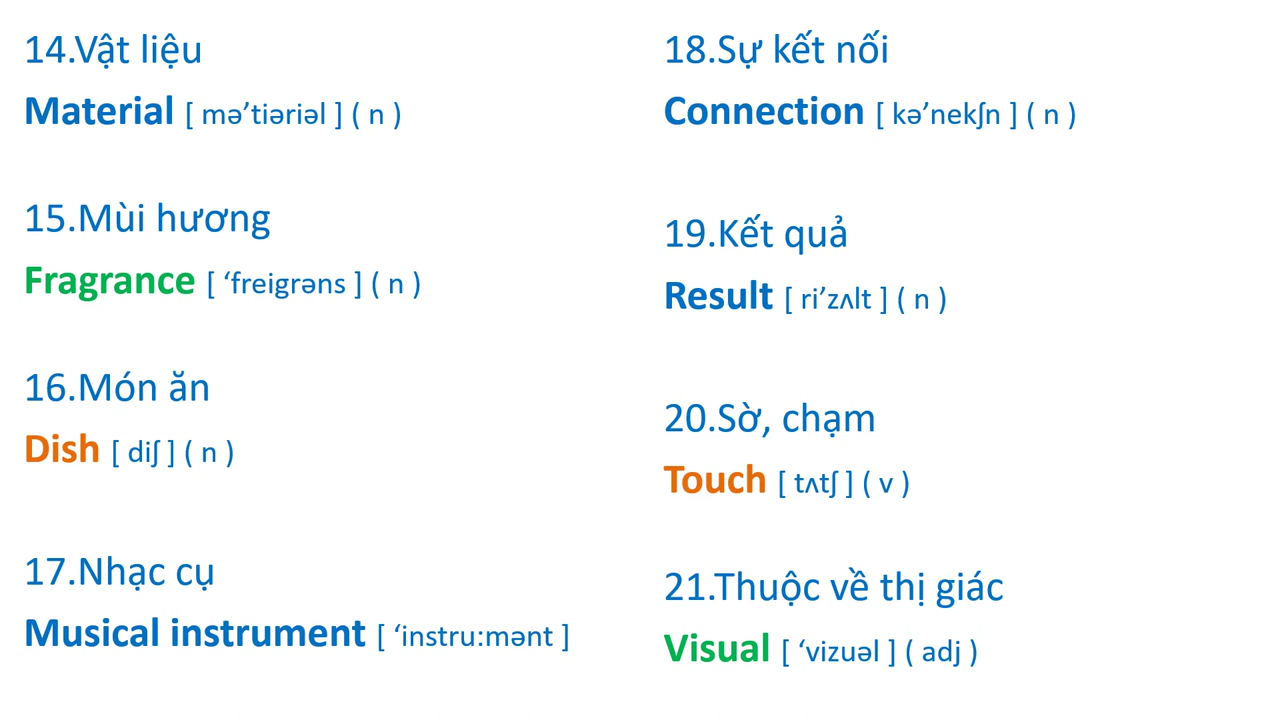 14.Vật liệu
Material [ mə’tiəriəl ] ( n )
15.Mùi hương
Fragrance [ ‘freigrəns ] ( n )
16.Món ăn
Dish [ diʃ ] ( n )
17.Nhạc cụ
Musical instrument [ ‘instru:mənt ]
18.Sự kết nối
Connection [ kə’nekʃn ] ( n )
19.Kết quả
Result [ ri’zʌlt ] ( n )
20.Sờ, chạm
Touch [ tʌtʃ ] ( v )
21.Thuộc về thị giác
Visual [ ‘vizuəl ] ( adj )